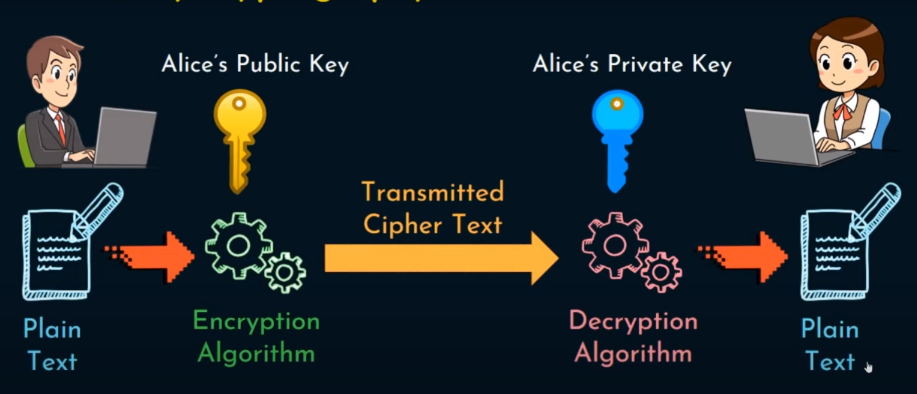 Alice's Public Key
Alice's Private Key
Transmitted
Cipher Text
Plain
Text
Encryption
Algorithm
Decryption
Algorithm
Plain
Text